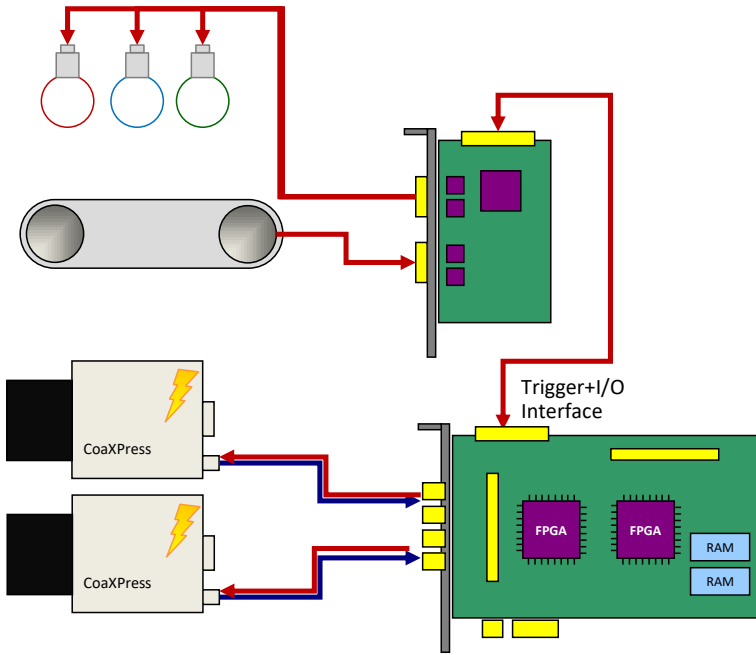 Trigger+I/O
Interface
CoaXPress
FPGA
FPGA
RAM
RAM
CoaXPress